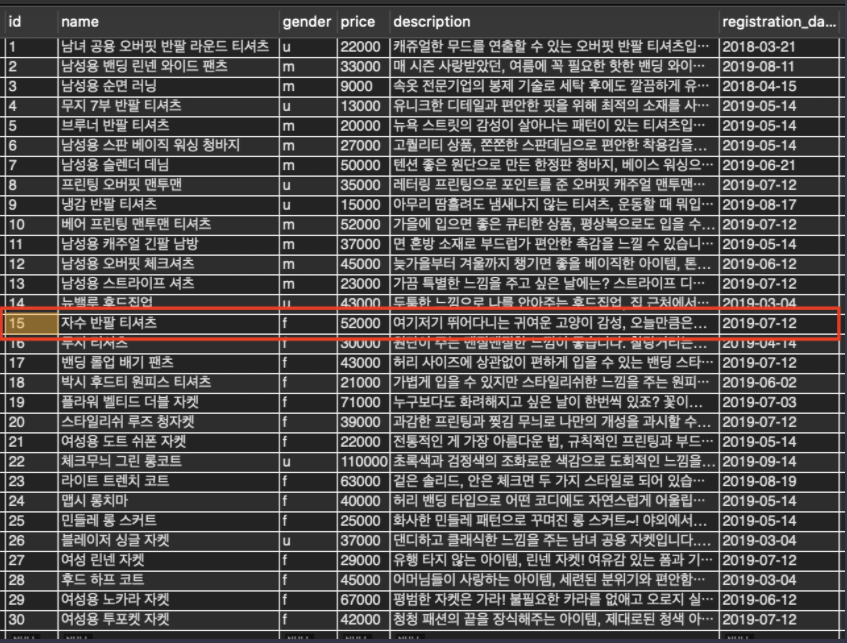 id name gender price description registration_da...
1 남녀 공용 오버핏 반팔 라운드 티셔츠 u 22000 캐쥬얼한 무드를 연출할 수 있는 오버핏 반팔 티셔츠입… 2018-03-21
2 남성용 밴딩 린넨 와이드 팬츠 m 33000 매 시즌 사랑받았던, 여름에 꼭 필요한 핫한 밴딩 와이… 2019-08-11
3 남성용 순면 러닝 m 9000 속옷 전문기업의 봉제 기술로 세탁 후에도 깔끔하게 유… 2018-04-15
4 무지 7부 반팔 티셔츠 u 13000 유니크한 디테일과 편안한 핏을 위해 최적의 소재를 사… 2019-05-14
5 브루너 반팔 티셔츠 m 20000 뉴욕 스트릿의 감성이 살아나는 패턴이 있는 티셔츠입… 2019-05-14
6 남성용 스판 베이직 워싱 청바지 m 27000 고퀄리티 상품, 쫀쫀한 스판데님으로 편안한 착용감을… 2019-05-14
7 남성용 슬렌더 데님 m 50000 텐션 좋은 원단으로 만든 한정판 청바지, 베이스 워싱으… 2019-06-21
8 프린팅 오버핏 맨투맨 u 35000 레터링 프린팅으로 포인트를 준 오버핏 캐주얼 맨투맨… 2019-07-12
9 냉감 반팔 티셔츠 u 15000 아무리 땀흘려도 냄새나지 않는 티셔츠, 운동할 때 뭐입… 2019-08-17
10 베어 프린팅 맨투맨 티셔츠 m 52000 가을에 입으면 좋은 큐티한 상품, 평상복으로도 입을 수… 2019-07-12
11 남성용 캐주얼 긴팔 남방 m 37000 면 혼방 소재로 부드럽가 편안한 촉감을 느낄 수 있습니… 2019-05-14
12 남성용 오버핏 체크셔츠 m 45000 늦가을부터 겨울까지 챙기면 좋을 베이직한 아이템, 톤… 2019-06-12
13 남성용 스트라이프 셔츠 m 23000 가끔 특별한 느낌을 주고 싶은 날에는? 스트라이프 디… 2019-07-12
14 뉴백루 후드집업 u 43000 두툼한 느낌으로 나를 안아주는 후드집업, 집 근처에서… 2019-03-04
15 자수 반팔 티셔츠 f 52000 여기저기 뛰어다니는 귀여운 고양이 감성, 오늘만큼은… 2019-07-12
16 루지 티셔츠 f 30000 원단이 주는 찰랑거리는… 2019-04-14
17 밴딩 롤업 배기 팬츠 f 43000 허리 사이즈에 상관없이 편하게 입을 수 있는 밴딩 스타… 2019-07-12
18 박시 후드티 원피스 티셔츠 f 21000 가볍게 입을 수 있지만 스타일리쉬한 느낌을 주는 원피… 2019-06-02
19 플라워 벨티드 더블 자켓 f 71000 누구보다도 화려해지고 싶은 날이 한번씩 있죠? 꽃이… 2019-07-03
20 스타일리쉬 루즈 청자켓 f 39000 과감한 프린팅과 찢김 무늬로 나만의 개성을 과시할 수… 2019-07-12
21 여성용 도트 쉬폰 자켓 f 22000 전통적인 게 가장 아름다운 법, 규칙적인 프린팅과 부드… 2019-05-14
22 체크무늬 그린 롱코트 u 110000 초록색과 검정색의 조화로운 색감으로 도회적인 느낌을… 2019-09-14
23 라이트 트렌치 코트 f 63000 겉은 솔리드, 안은 체크면 두 가지 스타일로 되어 있습… 2019-08-19
24 맵시 롱치마 f 40000 허리 밴딩 타입으로 어떤 코디에도 자연스럽게 어울립… 2019-05-14
25 민들레 롱 스커트 f 25000 화사한 민들레 패턴으로 꾸며진 롱 스커트~! 야외에서… 2019-05-14
26 블레이저 싱글 자켓 u 37000 댄디하고 클래식한 느낌을 주는 남녀 공용 자켓입니다.… 2019-03-04
27 여성 린넨 자켓 f 29000 유행 타지 않는 아이템, 린넨 자켓! 여유감 있는 폼과 기… 2019-07-12
28 후드 하프 코트 f 45000 어머님들이 사랑하는 아이템, 세련된 분위기와 편안함… 2019-03-04
29 여성용 노카라 자켓 f 67000 평범한 자켓은 가라! 불필요한 카라를 없애고 오로지 실… 2019-06-12
30 여성용 투포켓 자켓 f 42000 청청 패션의 끝을 장식해주는 아이템, 제대로된 청색 아… 2019-07-12